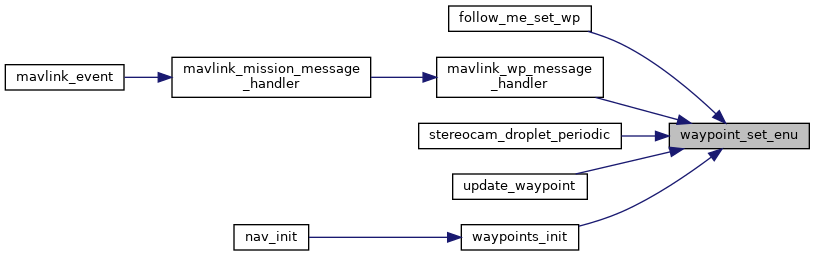 follow_me_set_wp
mavlink_event
mavlink_mission_message
_handler
mavlink_wp_message
_handler
waypoint_set_enu
stereocam_droplet_periodic
update_waypoint
nav_init
waypoints_init